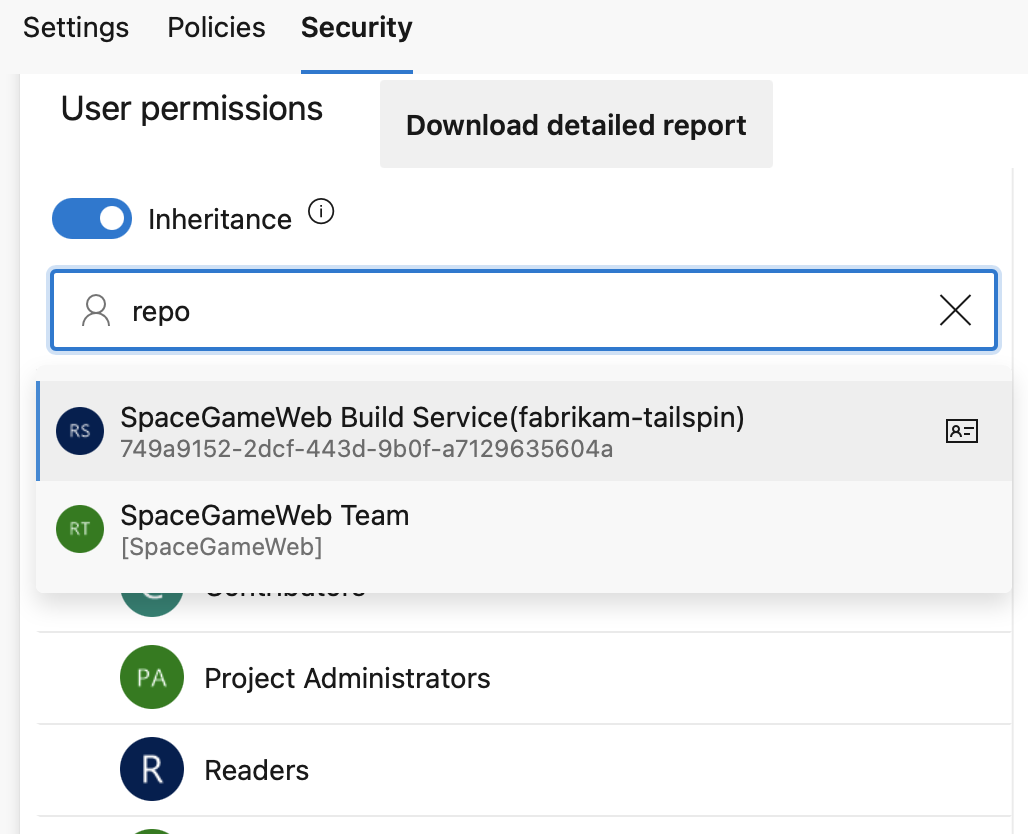 Settings Policies Security
User permissions
Download detailed report
Inheritance
repo
RS
SpaceGameWeb Build Service(fabrikam-tailspin)
749a9152-2dcf-443d-9b0f-a7129635604a
RT
SpaceGameWeb Team
[SpaceGameWeb]
C Contributors
PA Project Administrators
R Readers